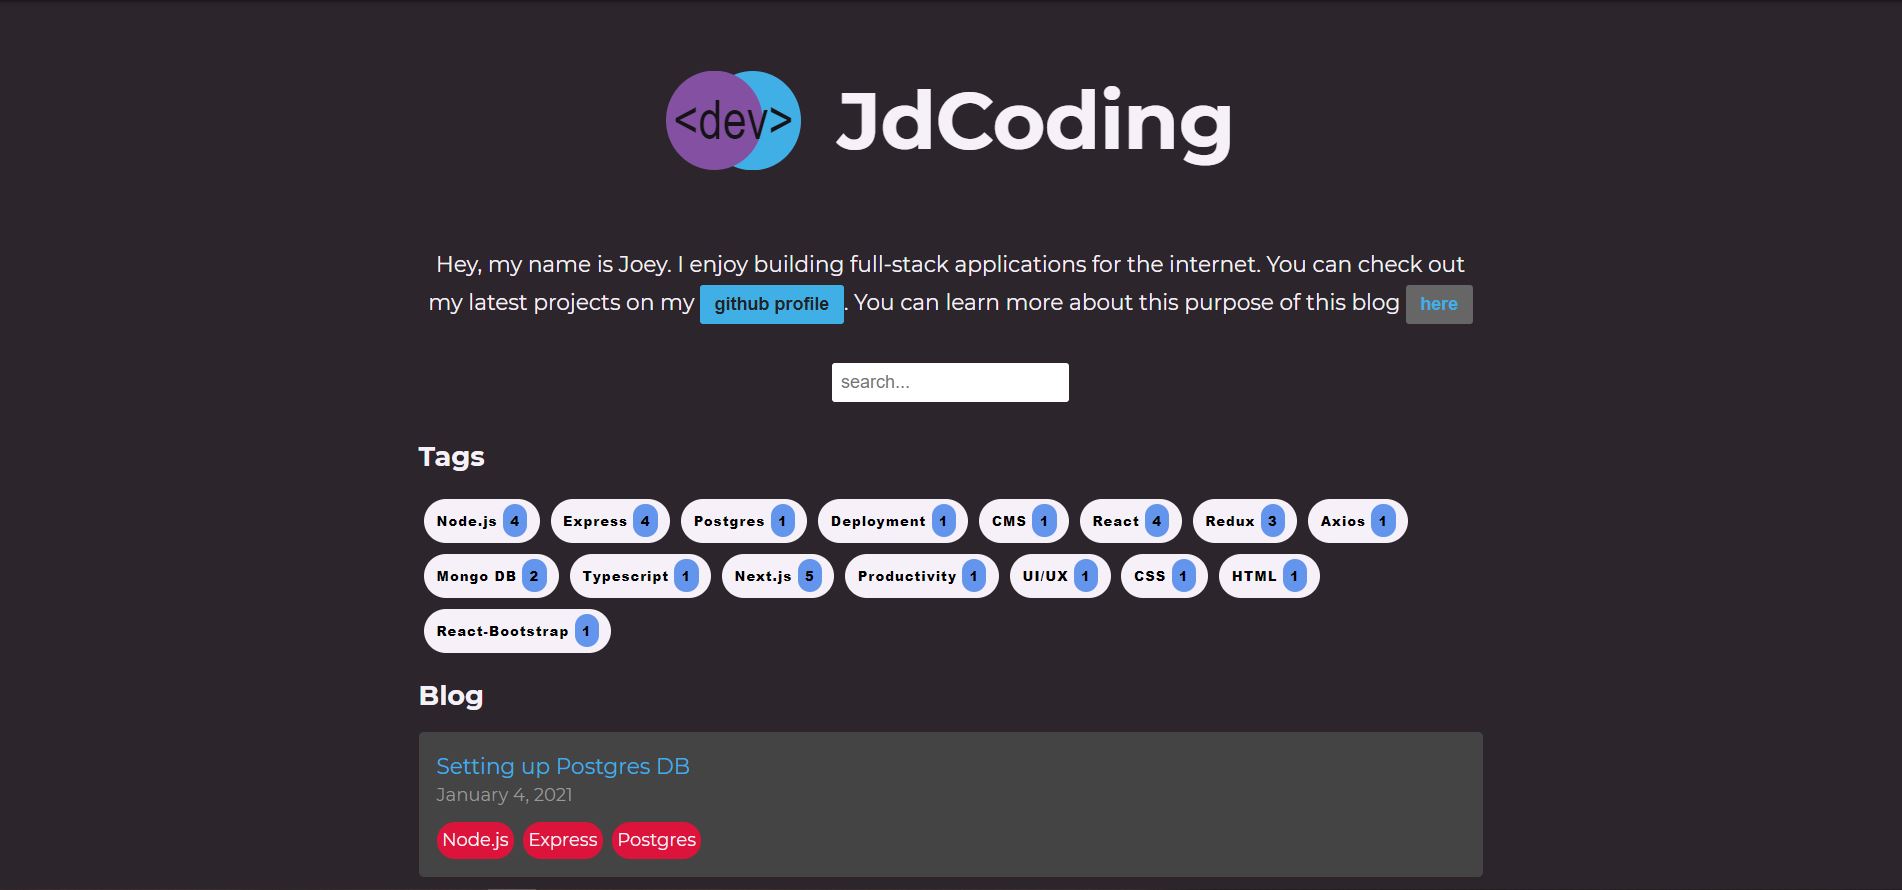 <dev> JdCoding
Hey, my name is Joey. I enjoy building full-stack applications for the internet. You can check out
my latest projects on my github profile. You can learn more about this purpose of this blog here
search...
Tags
Node.js 4 Express 4 Postgres 1 Deployment 1 CMS 1 React 4 Redux 3 Axios 1
Mongo DB 2 Typescript 1 Next.js 5 Productivity 1 UI/UX 1 CSS 1 HTML 1
React-Bootstrap 1
Blog
Setting up Postgres DB
January 4, 2021
Node.js Express Postgres